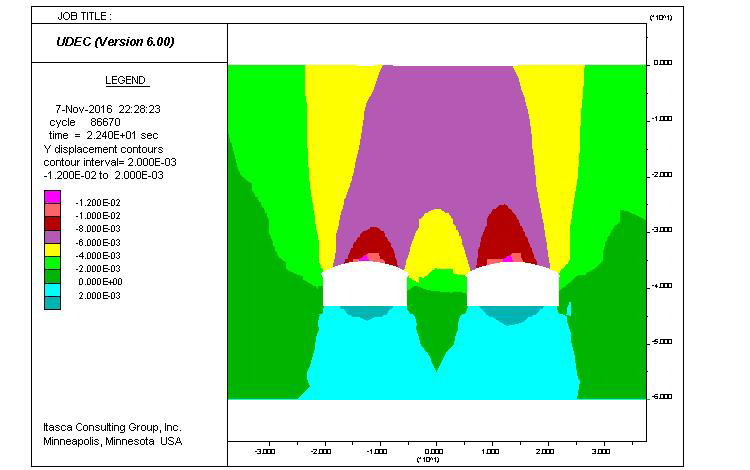 JOB TITLE :
(*10^1)
UDEC (Version 6.00)
LEGEND
7-Nov-2016 22:28:23
cycle 86670
time = 2.240E+01 sec
Y displacement contours
contour interval= 2.000E-03
-1.200E-02 to 2.000E-03
-1.200E-02
-1.000E-02
-8.000E-03
-6.000E-03
-4.000E-03
-2.000E-03
0.000E+00
2.000E-03
0.000
-1.000
-2.000
-3.000
-4.000
-5.000
-6.000
Itasca Consulting Group, Inc.
Minneapolis, Minnesota USA
-3.000
-2.000
-1.000
0.000
1.000
2.000
3.000
(*10^1)